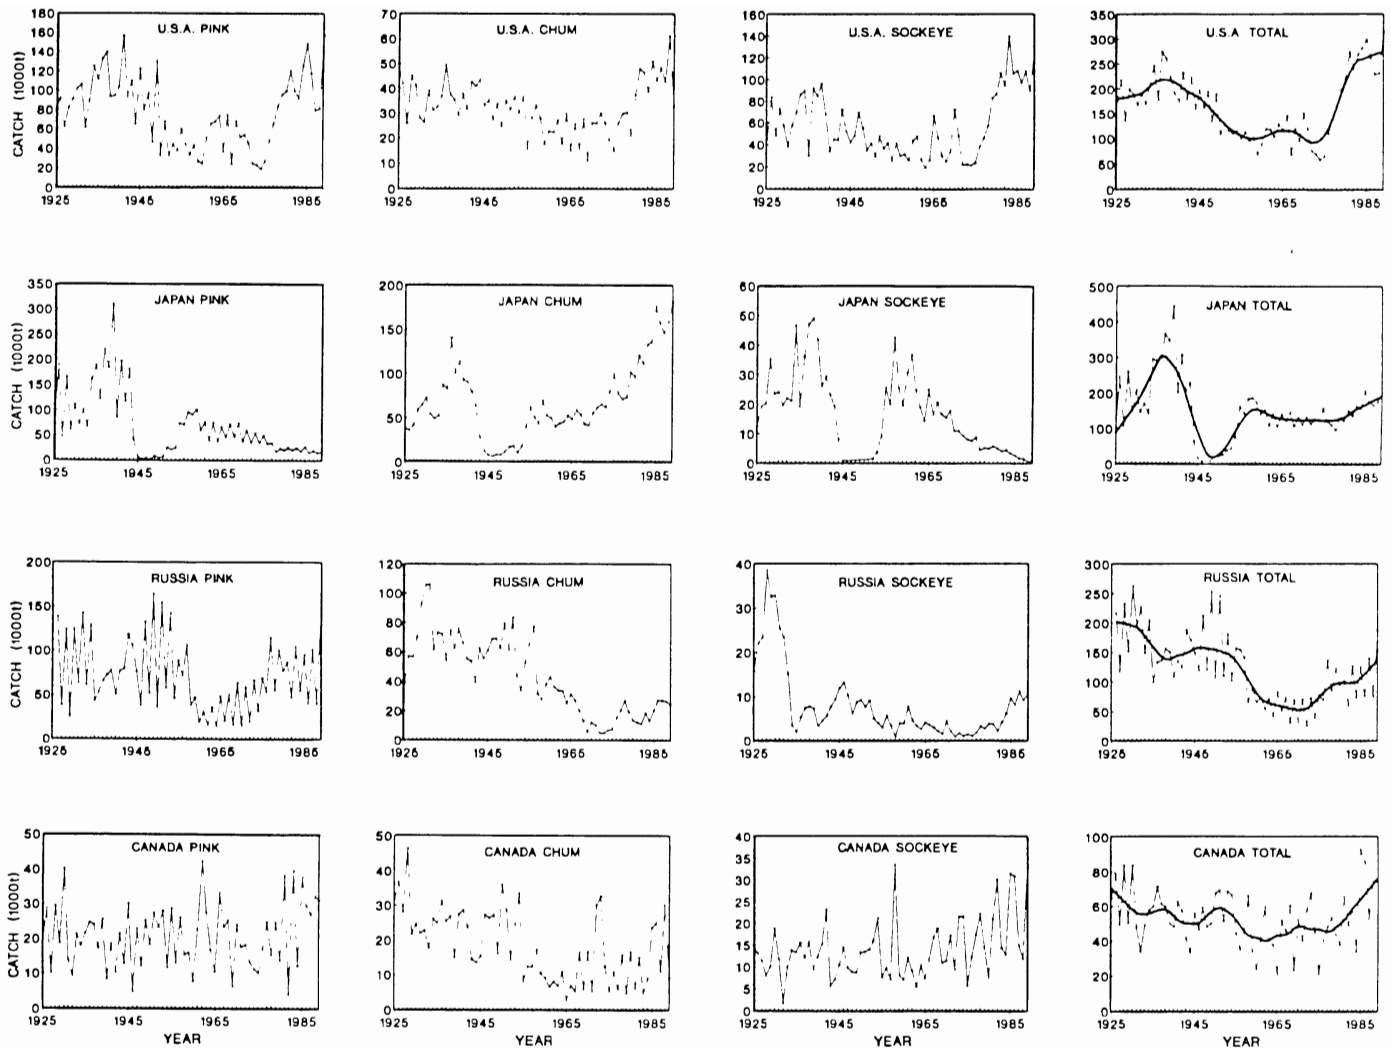 U.S.A. PINK
CATCH (1000t)
180
160
140
120
100
80
60
40
20
0
1925 1945 1965 1985
U.S.A. CHUM
70
60
50
40
30
20
10
0
1925 1945 1965 1985
U.S.A. SOCKEYE
160
140
120
100
80
60
40
20
0
1925 1945 1965 1985
U.S.A TOTAL
350
300
250
200
150
100
50
0
1925 1945 1965 1985
JAPAN PINK
CATCH (1000t)
350
300
250
200
150
100
50
0
1925 1945 1965 1985
JAPAN CHUM
200
150
100
50
0
1925 1945 1965 1985
JAPAN SOCKEYE
60
50
40
30
20
10
0
1925 1945 1965 1985
JAPAN TOTAL
500
400
300
200
100
0
1925 1945 1965 1985
RUSSIA PINK
CATCH (1000t)
200
150
100
50
0
1925 1945 1965 1985
RUSSIA CHUM
120
100
80
60
40
20
0
1925 1945 1965 1985
RUSSIA SOCKEYE
40
30
20
10
0
1925 1945 1965 1985
RUSSIA TOTAL
300
250
200
150
100
50
0
1925 1945 1965 1985
CANADA PINK
CATCH (1000t)
50
40
30
20
10
0
1925 1945 1965 1985
YEAR
CANADA CHUM
50
40
30
20
10
0
1925 1945 1965 1985
YEAR
CANADA SOCKEYE
40
35
30
25
20
15
10
5
0
1925 1945 1965 1985
YEAR
CANADA TOTAL
100
80
60
40
20
0
1925 1945 1965 1985
YEAR